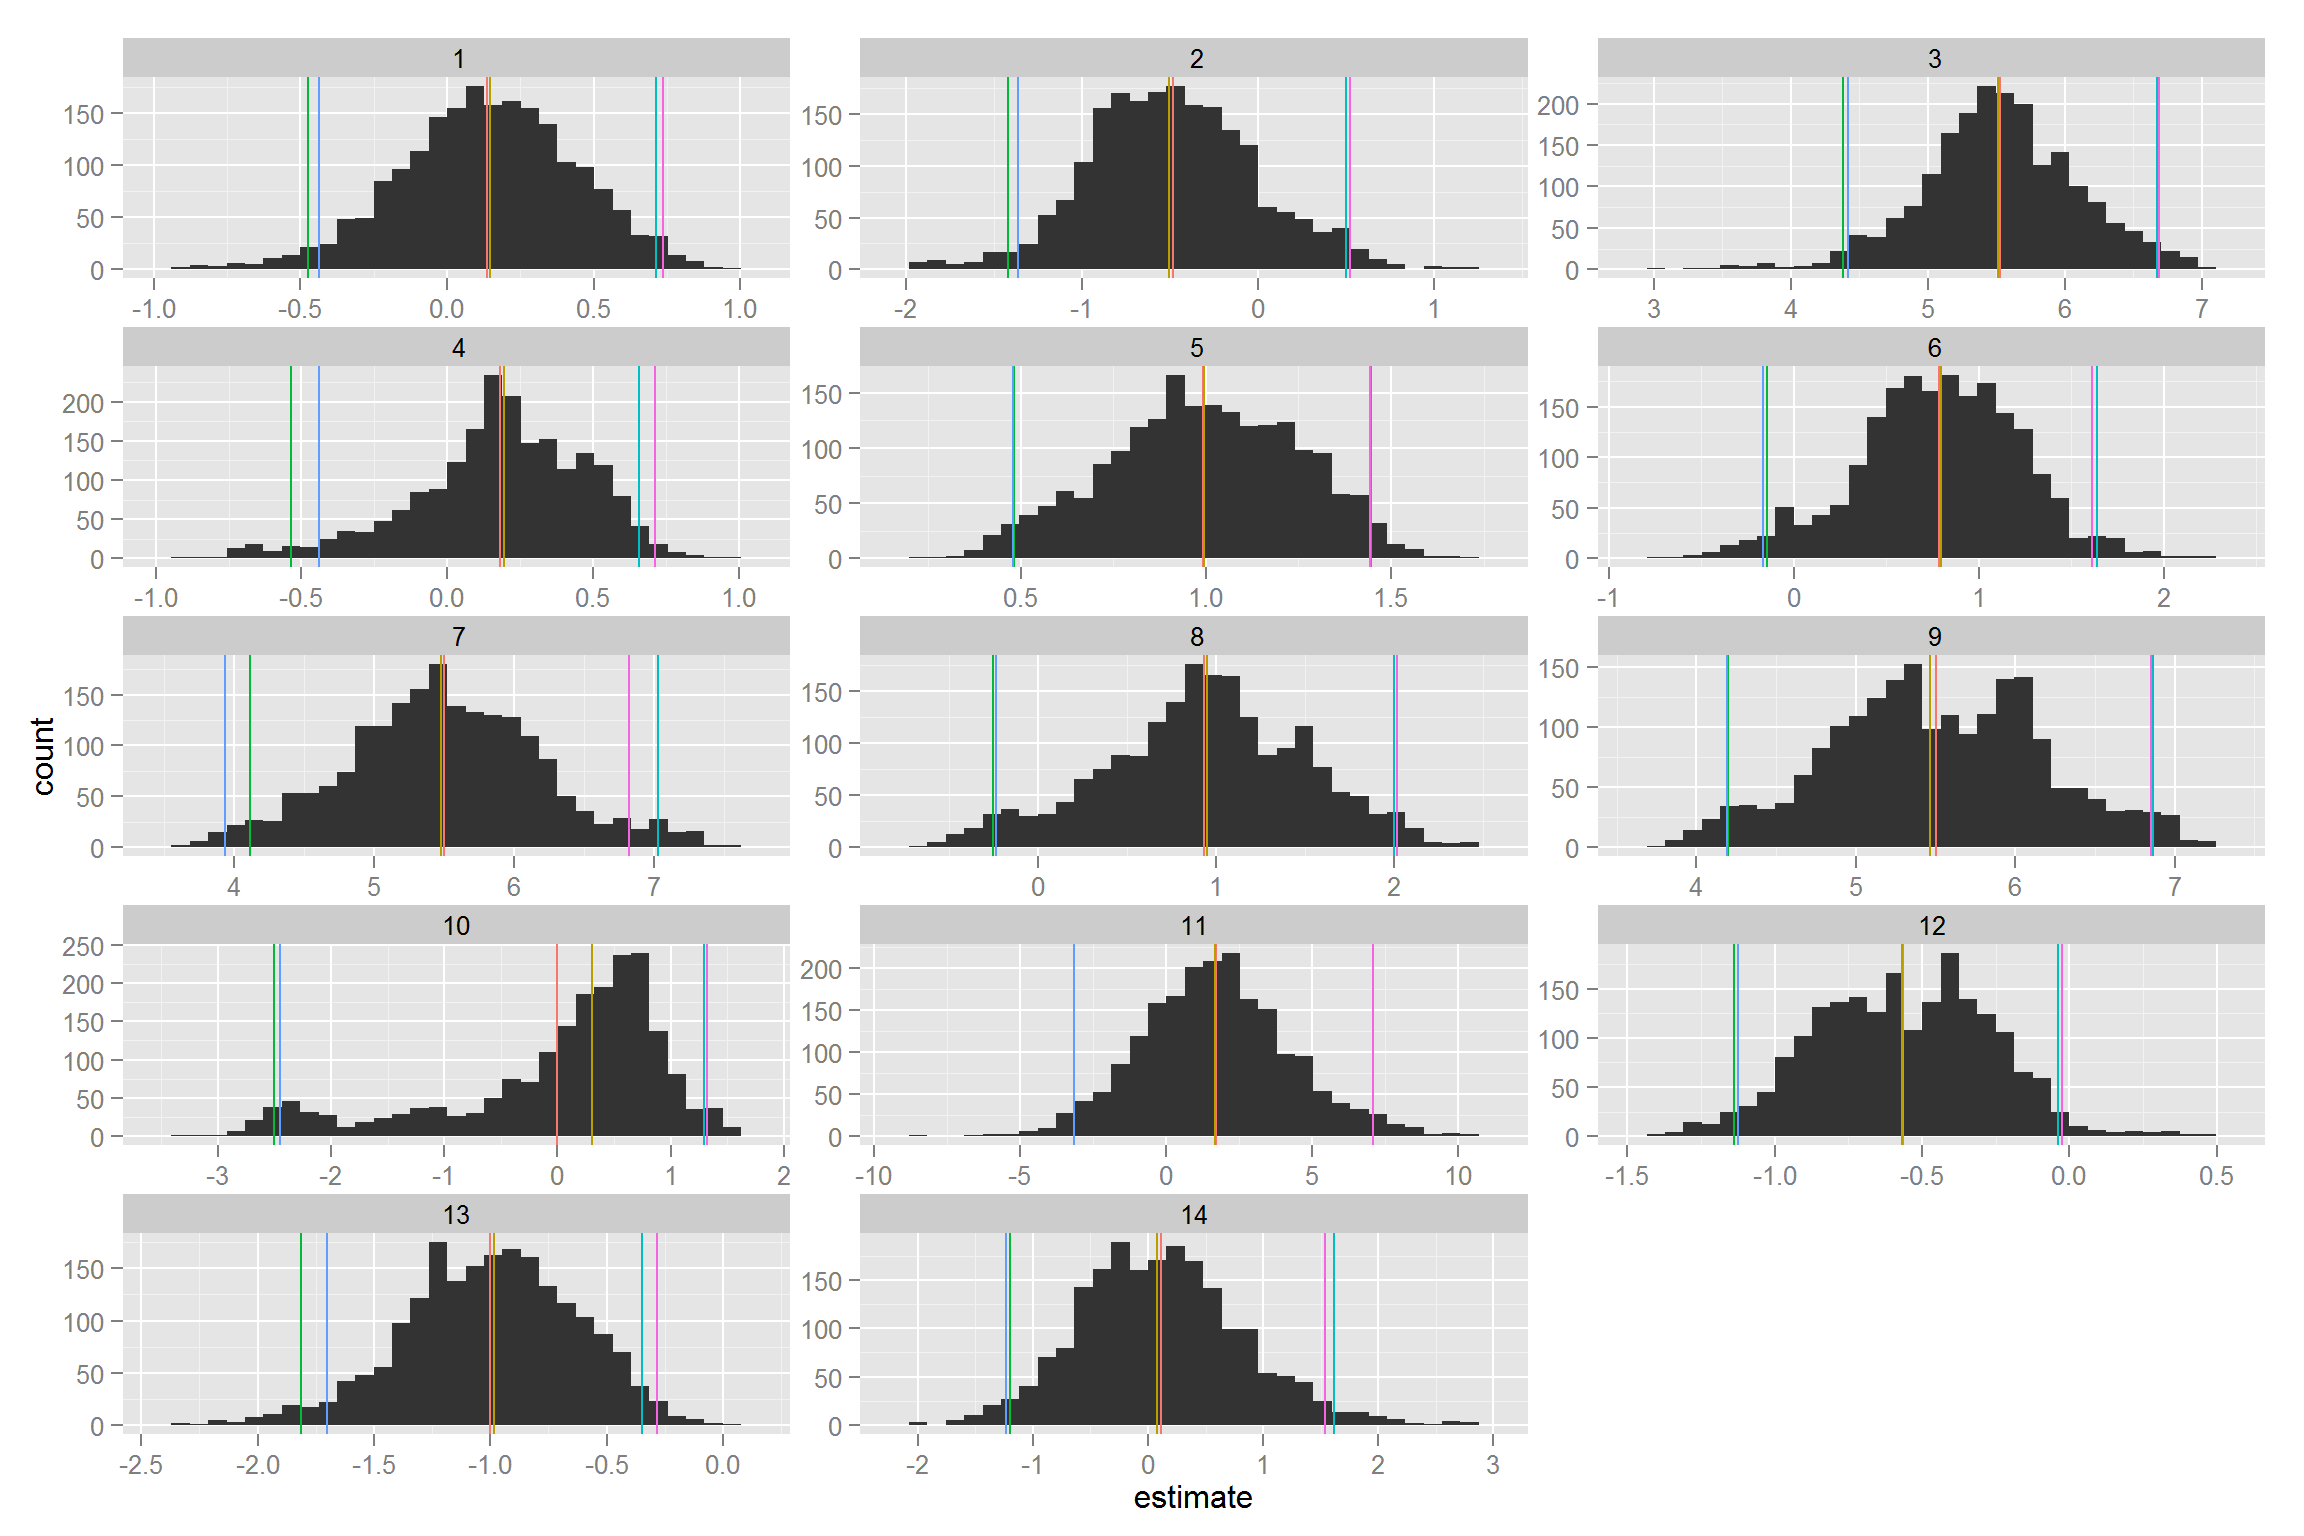 1 2 3
150 100 50 0
150 100 50 0
200 150 100 50 0
-1.0 -0.5 0.0 0.5 1.0
-2 -1 0 1
3 4 5 6 7
4 5 6
200 150 100 50 0
150 100 50 0
150 100 50 0
-1.0 -0.5 0.0 0.5 1.0
0.5 1.0 1.5
-1 0 1 2
7 8 9
150 100 50 0
150 100 50 0
150 100 50 0
4 5 6 7
0 1 2
4 5 6 7
count
10 11 12
250 200 150 100 50 0
200 150 100 50 0
150 100 50 0
-3 -2 -1 0 1 2
-10 -5 0 5 10
-1.5 -1.0 -0.5 0.0 0.5
13 14
150 100 50 0
150 100 50 0
-2.5 -2.0 -1.5 -1.0 -0.5 0.0
-2 -1 0 1 2 3
estimate